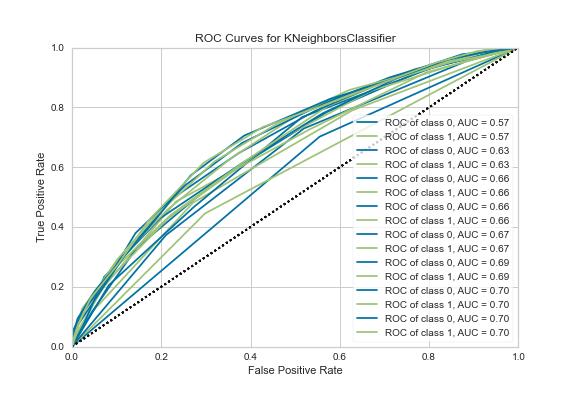 ROC Curves for KNeighborsClassifier
1.0
0.8
0.6
0.4
0.2
0.0
True Positive Rate
ROC of class 0, AUC = 0.57
ROC of class 1, AUC = 0.57
ROC of class 0, AUC = 0.63
ROC of class 1, AUC = 0.63
ROC of class 0, AUC = 0.66
ROC of class 1, AUC = 0.66
ROC of class 0, AUC = 0.66
ROC of class 1, AUC = 0.66
ROC of class 0, AUC = 0.67
ROC of class 1, AUC = 0.67
ROC of class 0, AUC = 0.69
ROC of class 1, AUC = 0.69
ROC of class 0, AUC = 0.70
ROC of class 1, AUC = 0.70
ROC of class 0, AUC = 0.70
ROC of class 1, AUC = 0.70
0.0 0.2 0.4 0.6 0.8 1.0
False Positive Rate